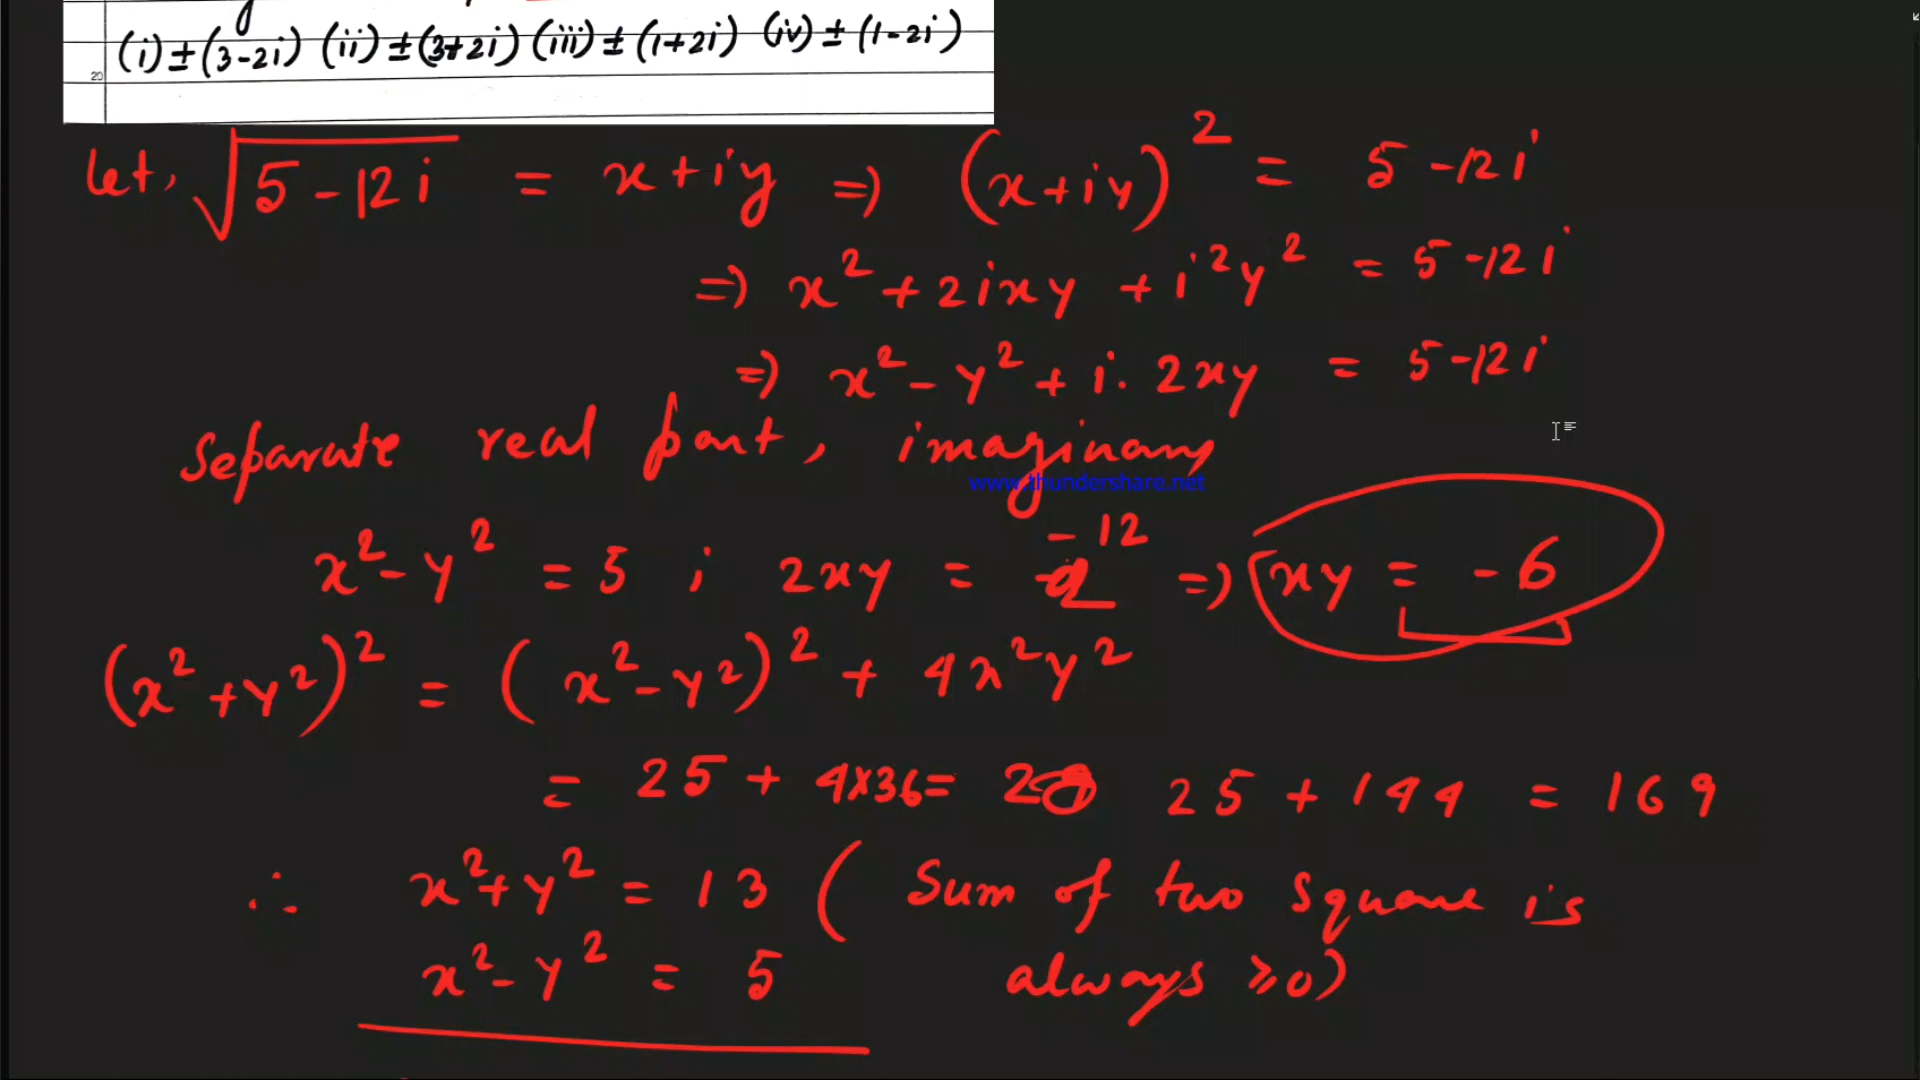 20 (i) ± (3-2i) (ii) ± (3+2i) (iii) ± (1+2i) (iv) ± (1-2i)
Let, √(5-12i) = x+iy ⇒ (x+iy)² = 5-12i
⇒ x² + 2ixy + i²y² = 5-12i
⇒ x² - y² + i. 2xy = 5-12i
Separate real part, imaginary
www.thundershare.net
x² - y² = 5 ; 2xy = -12 ⇒ xy = -6
(x² + y²)² = (x² - y²)² + 4x²y²
= 25 + 4×36 = 25 + 144 = 169
∴ x² + y² = 13 (Sum of two square is
x² - y² = 5 always ≥ 0)